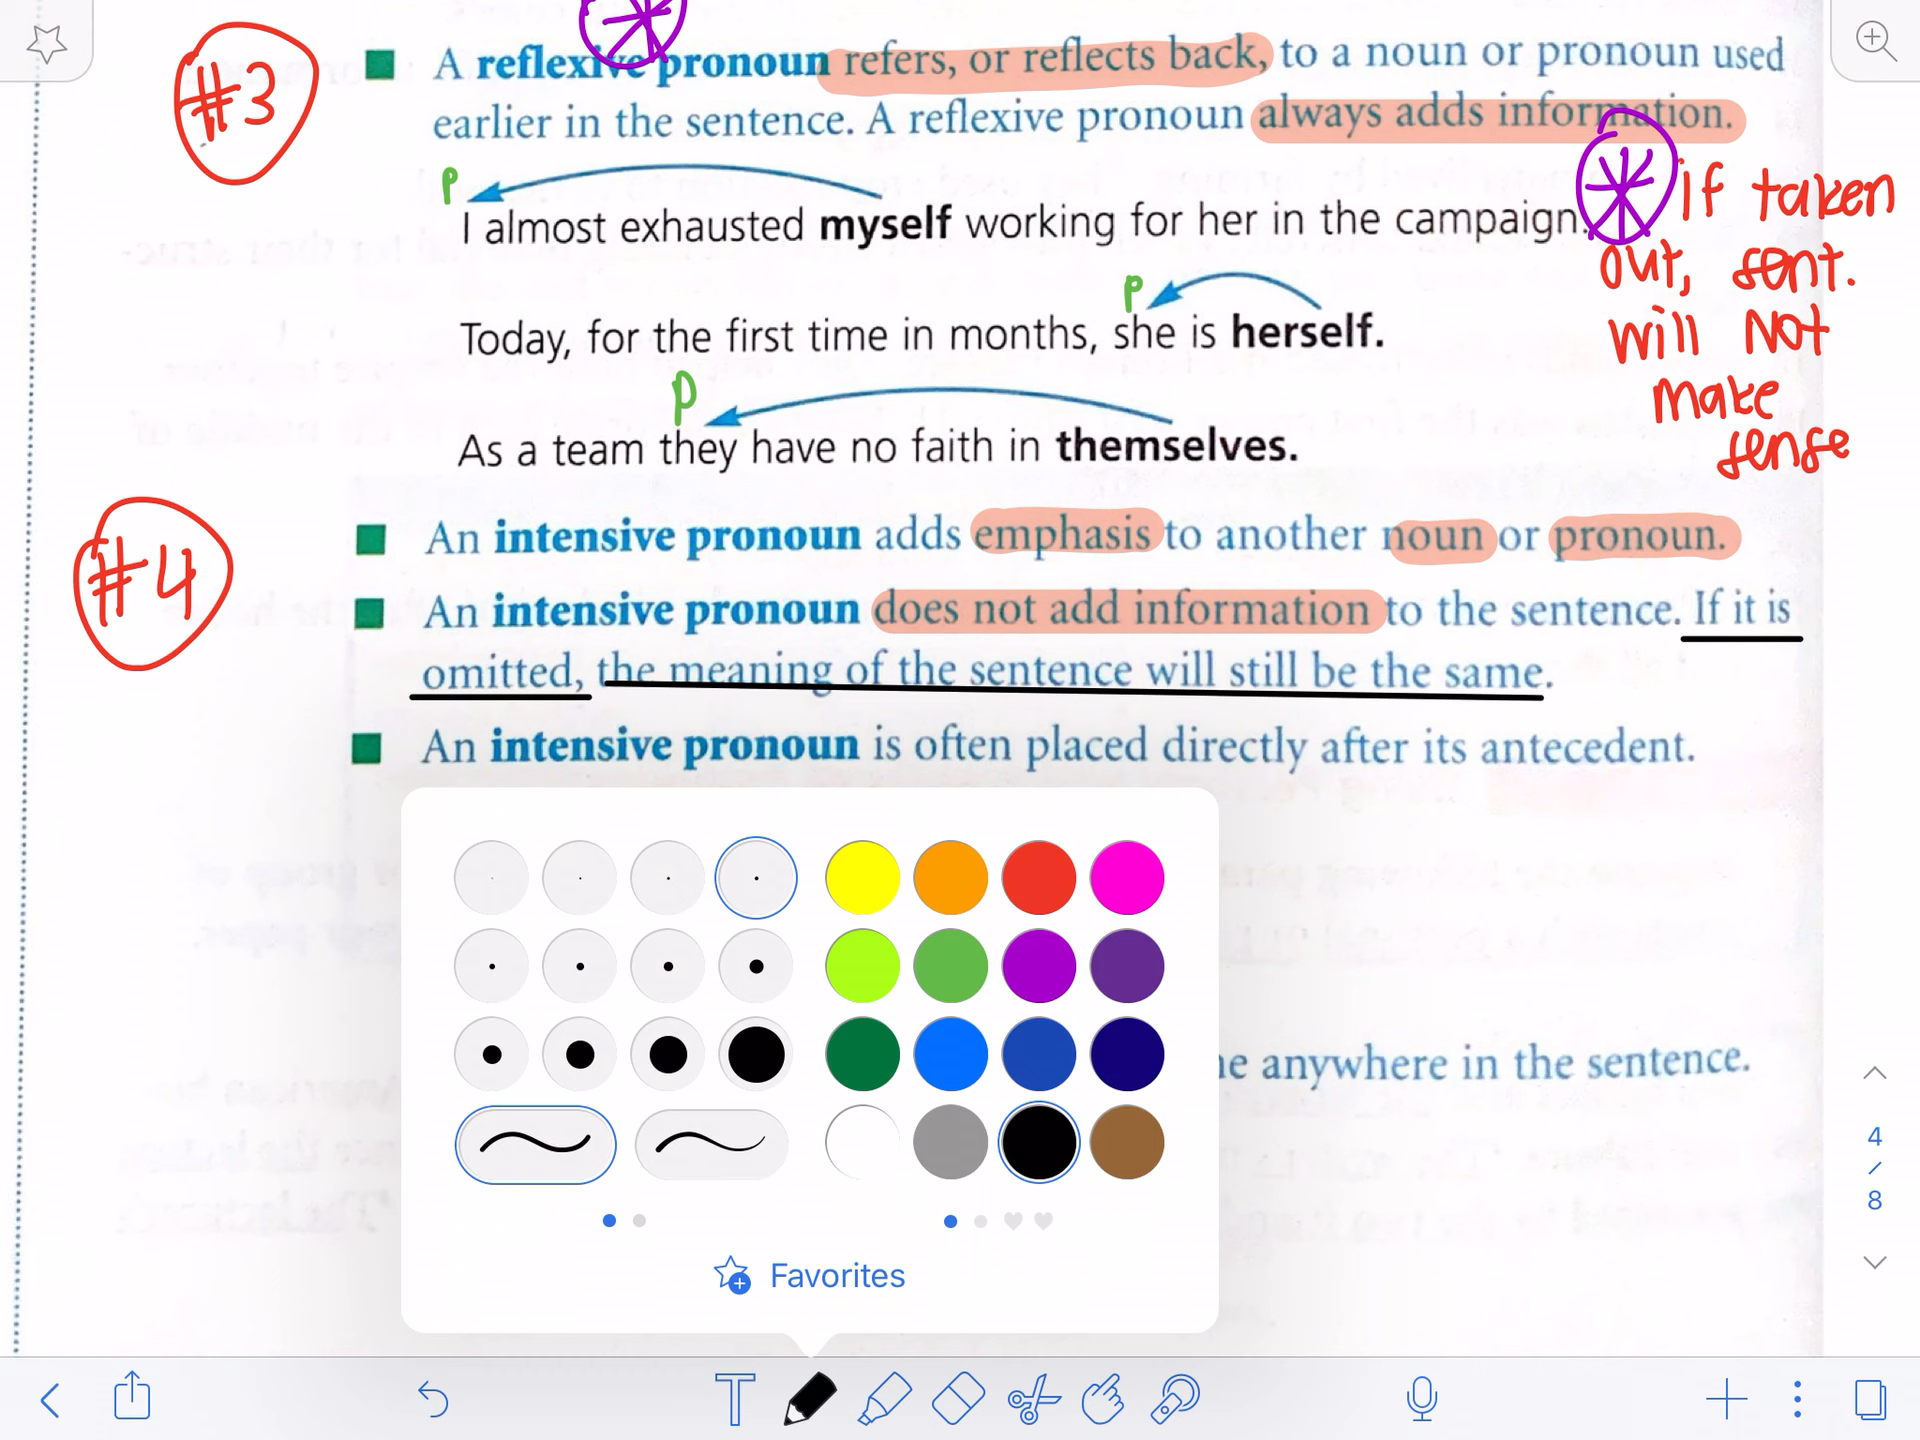 #3
A reflexive pronoun refers, or reflects back, to a noun or pronoun used
earlier in the sentence. A reflexive pronoun always adds information.
if taken
out, sent.
will NOT
make
sense
p
I almost exhausted myself working for her in the campaign.
p
Today, for the first time in months, she is herself.
p
As a team they have no faith in themselves.
#4
An intensive pronoun adds emphasis to another noun or pronoun.
An intensive pronoun does not add information to the sentence. If it is
omitted, the meaning of the sentence will still be the same.
An intensive pronoun is often placed directly after its antecedent.
anywhere in the sentence.
Favorites
4
/
8